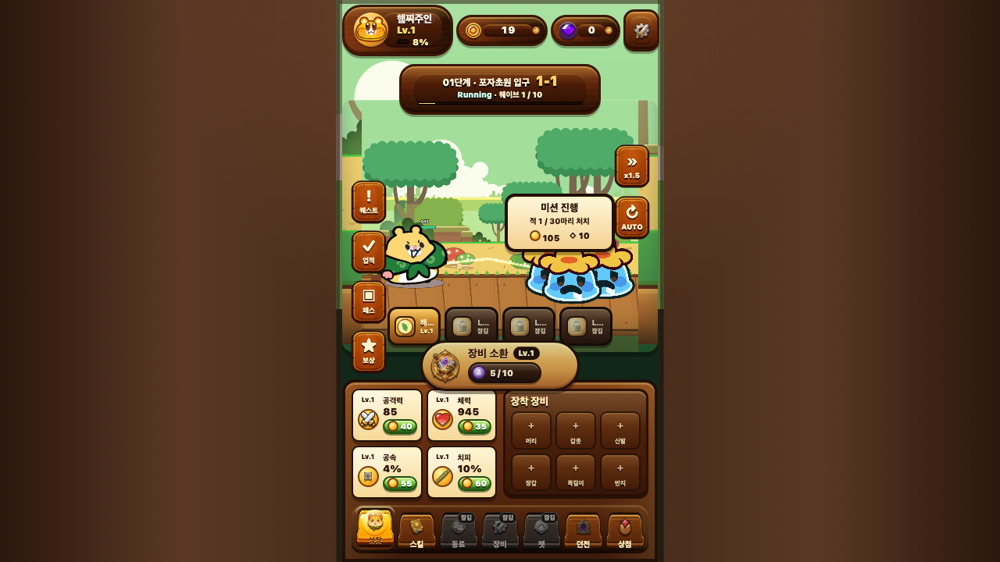 햄찌주인
Lv.1
8%
19
0
01단계 · 포자초원 입구 1-1
Running · 웨이브 1 / 10
» x1.5
AUTO
! 퀘스트
업적
패스
보상
945
미션 진행
적 1 / 30마리 처치
105 ◇ 10
해...
Lv.1
L...
잠김
L...
잠김
L...
잠김
장비 소환 Lv.1
5 / 10
Lv.1 공격력
85
40
Lv.1 체력
945
35
Lv.1 공속
4%
55
Lv.1 치피
10%
60
장착 장비
+ + +
머리 갑옷 신발
+ + +
장갑 목걸이 반지
잠김 잠김 잠김
성장 스킬 동료 장비 펫 던전 상점